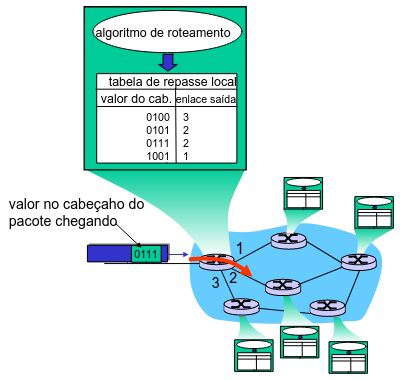 algoritmo de roteamento
tabela de repasse local
valor do cab. enlace saída
0100 3
0101 2
0111 2
1001 1
valor no cabeçaho do
pacote chegando
0111
1
2
3